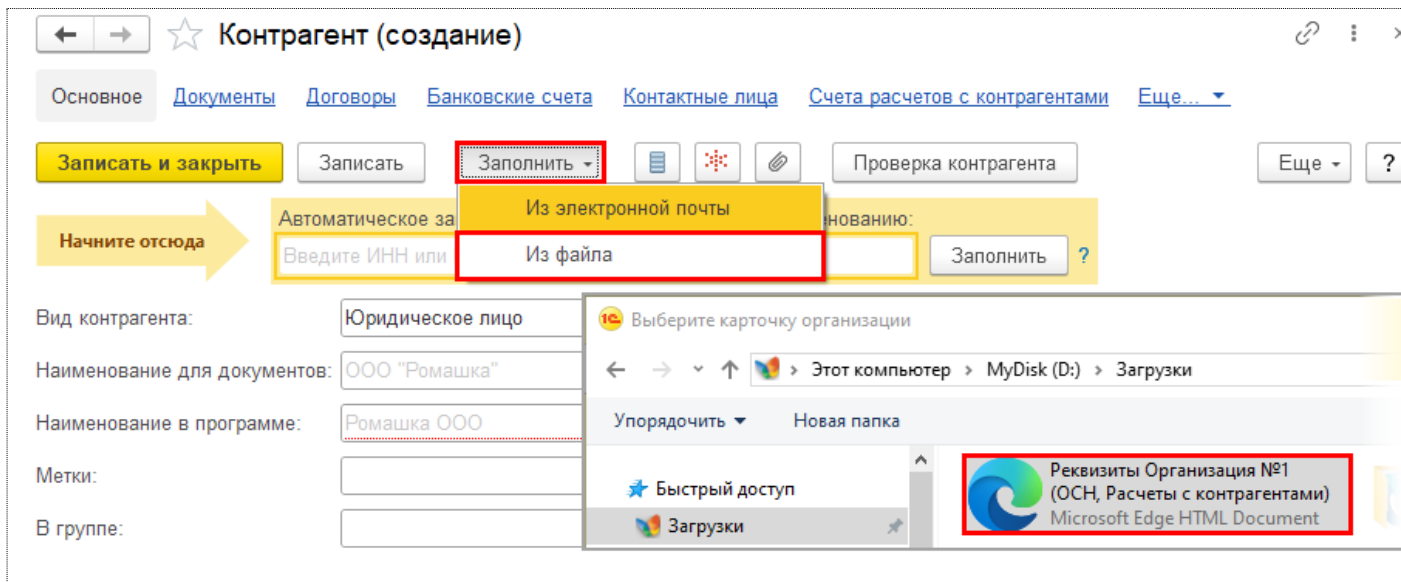 Контрагент (создание)
Основное Документы Договоры Банковские счета Контактные лица Счета расчетов с контрагентами Еще...
Записать и закрыть Записать Заполнить Проверка контрагента Еще ?
Из электронной почты
Из файла
Начните отсюда
Автоматическое за нованию:
Введите ИНН или Заполнить ?
Вид контрагента: Юридическое лицо
Наименование для документов: ООО "Ромашка"
Наименование в программе: Ромашка ООО
Метки:
В группе:
1С Выберите карточку организации
Этот компьютер MyDisk (D:) Загрузки
Упорядочить Новая папка
Быстрый доступ
Загрузки
Реквизиты Организация №1
(ОСН, Расчеты с контрагентами)
Microsoft Edge HTML Document